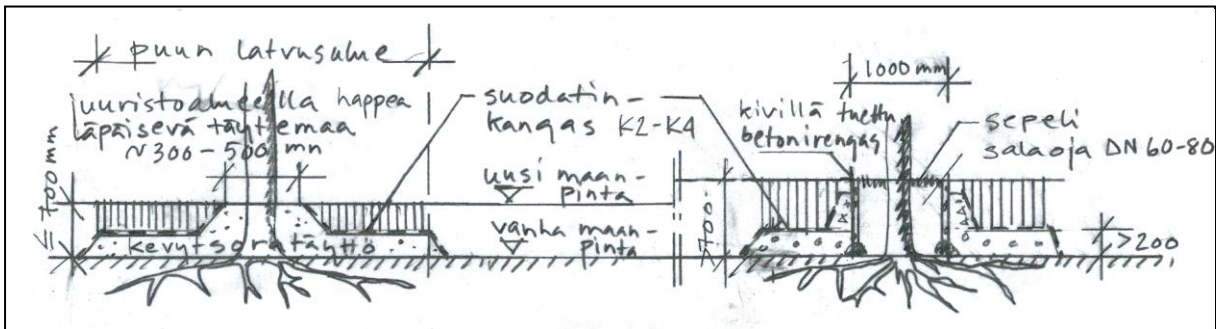 puun latvusalue
juuristoalueella happea
läpäisevä täytemaa
~300-500 mm
≤ 700 mm
kevytsoratäyttö
suodatin-
kangas K2-K4
uusi maan-
pinta
vanha maan-
pinta
1000 mm
kivillä tuettu
betonirengas
sepeli
salaoja DN 60-80
>700
>200